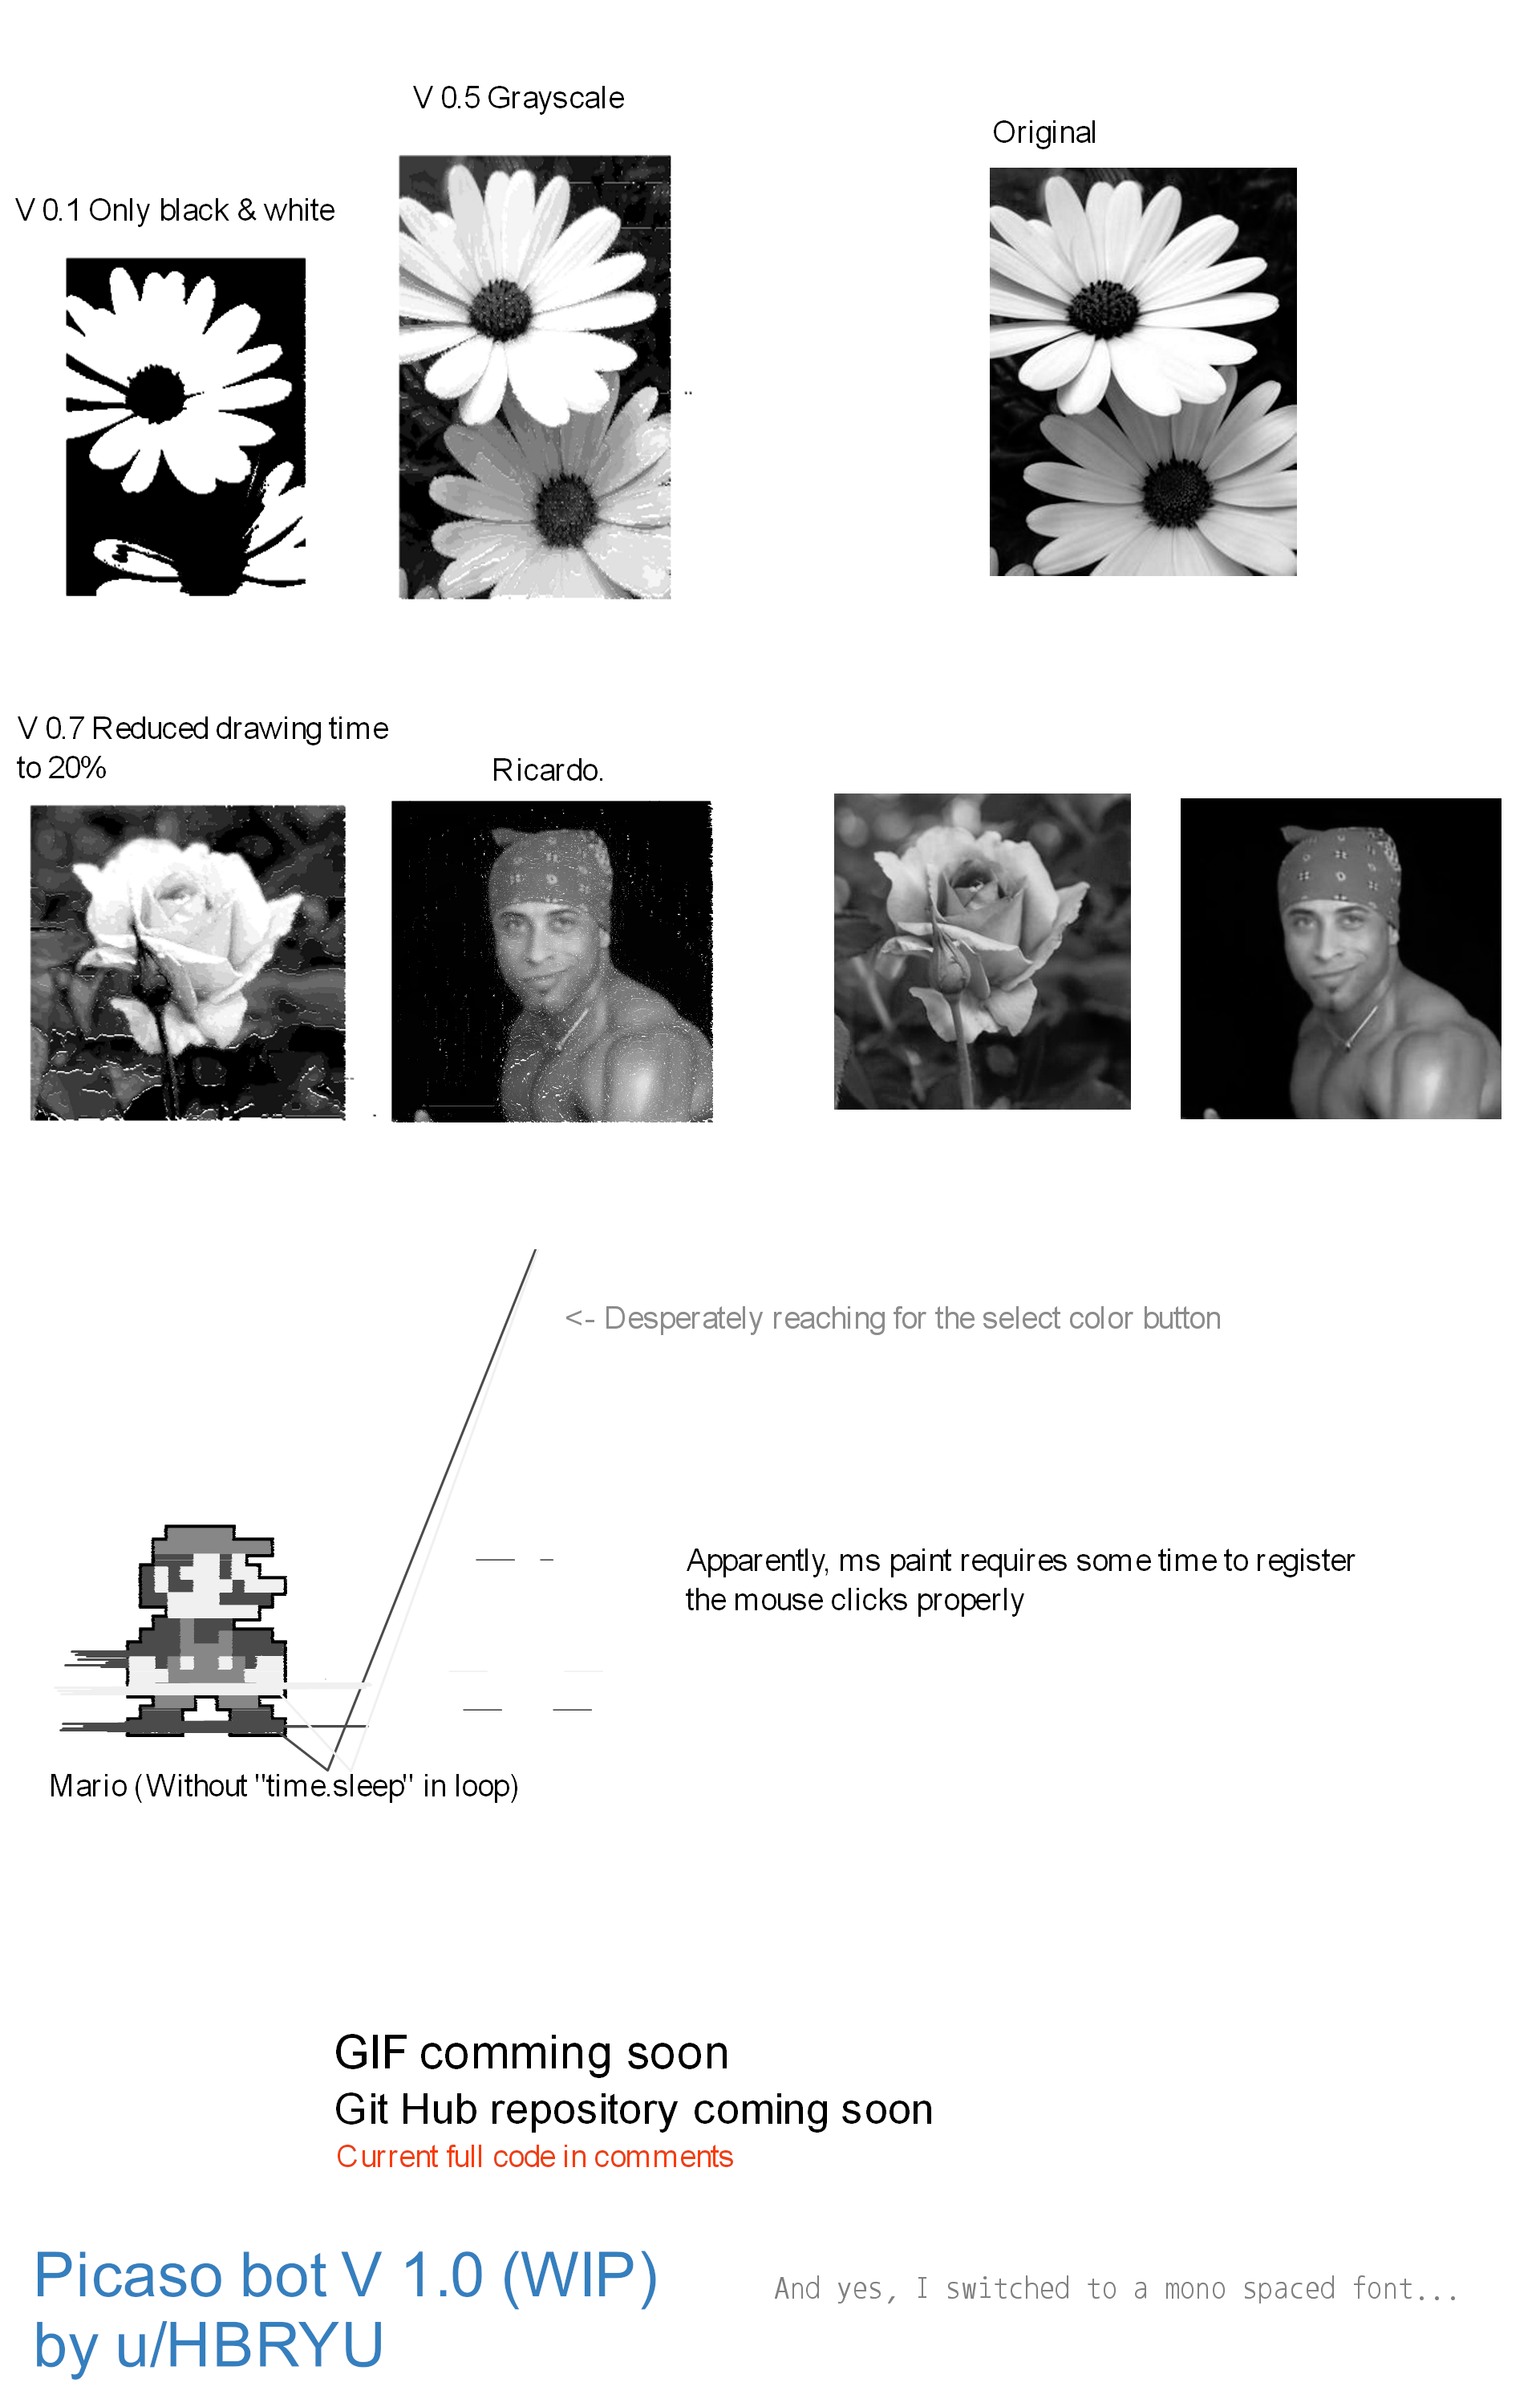 V 0.5 Grayscale
Original
V 0.1 Only black & white
V 0.7 Reduced drawing time
to 20%
Ricardo.
<- Desperately reaching for the select color button
Apparently, ms paint requires some time to register
the mouse clicks properly
Mario (Without "time.sleep" in loop)
GIF comming soon
Git Hub repository coming soon
Current full code in comments
Picaso bot V 1.0 (WIP)
by u/HBRYU
And yes, I switched to a mono spaced font...